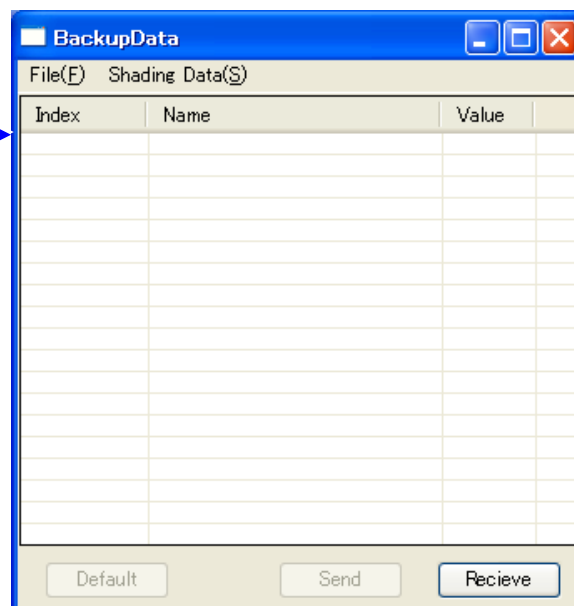 BackupData
File(F) Shading Data(S)
Index Name Value
Default Send Recieve